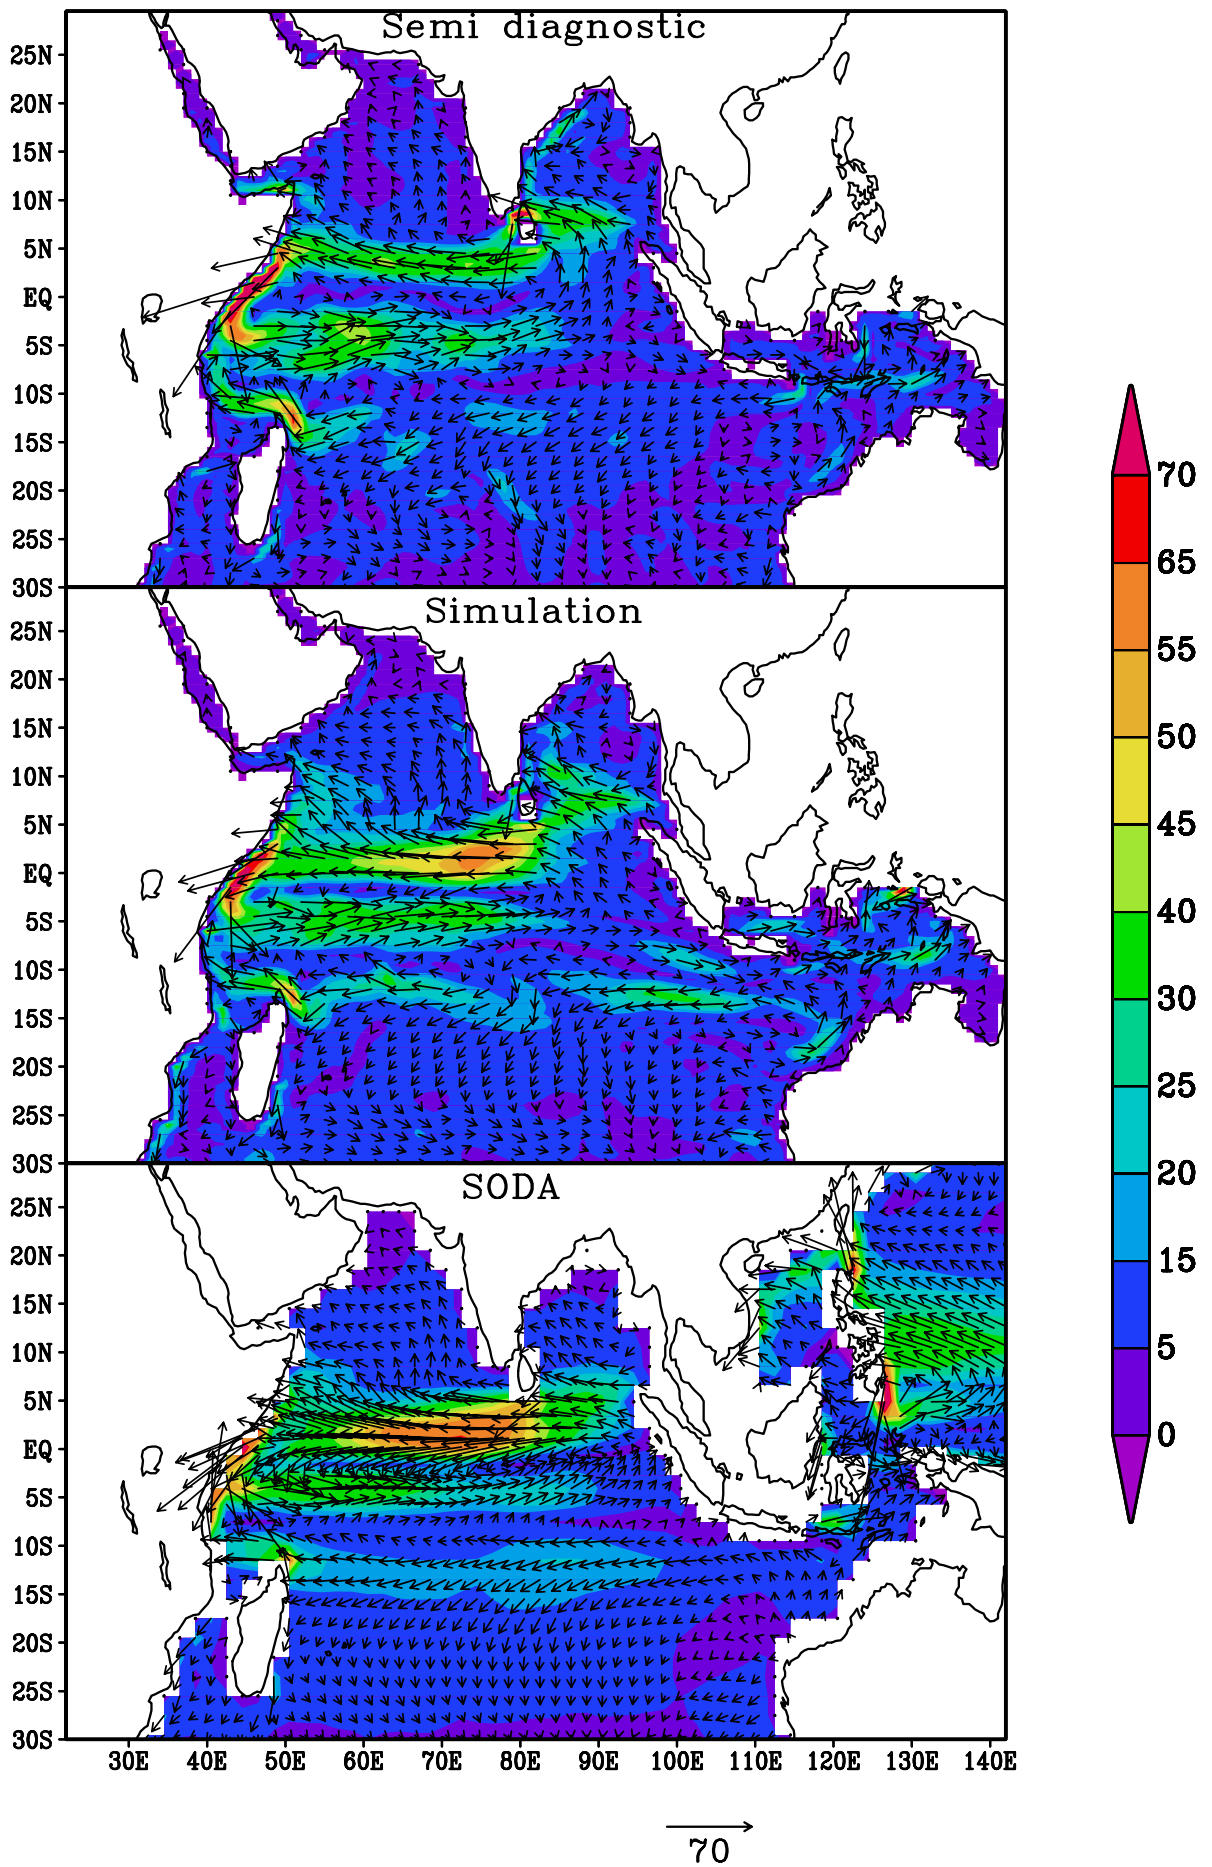 Semi diagnostic
25N
20N
15N
10N
5N
EQ
5S
10S
15S
20S
25S
30S
Simulation
25N
20N
15N
10N
5N
EQ
5S
10S
15S
20S
25S
30S
SODA
25N
20N
15N
10N
5N
EQ
5S
10S
15S
20S
25S
30S
30E 40E 50E 60E 70E 80E 90E 100E 110E 120E 130E 140E
70
70
65
55
50
45
40
30
25
20
15
5
0